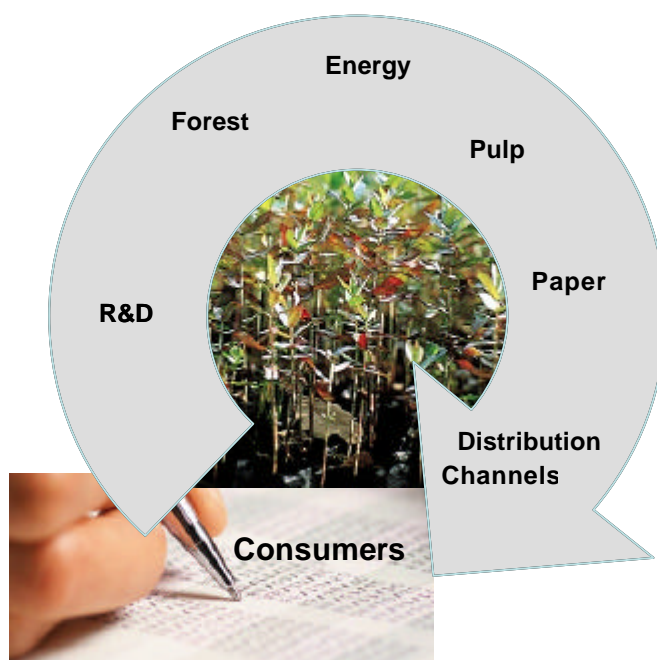 Energy
Forest
Pulp
Paper
R&D
Distribution
Channels
Consumers